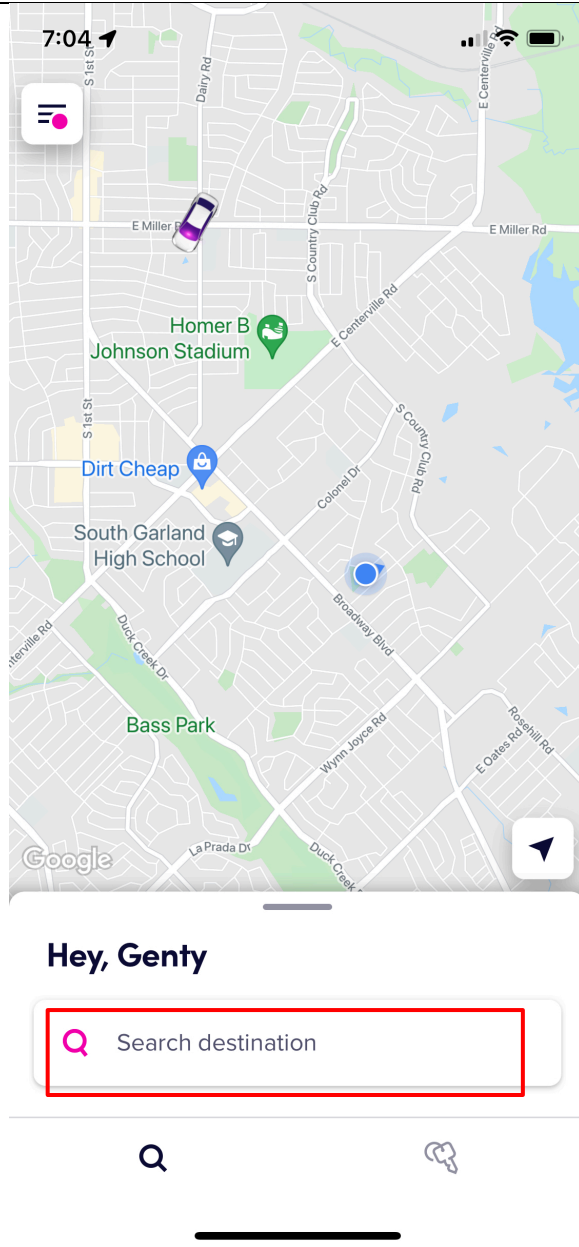 7:04
S 1st St
Dairy Rd
E Centerville Rd
E Miller
E Miller Rd
S Country Club Rd
Homer B
Johnson Stadium
E Centerville Rd
S 1st St
S Country Club Rd
Dirt Cheap
Colonel Dr
South Garland
High School
Broadway Blvd
nterville Rd
Duck Creek Dr
Bass Park
Wynn Joyce Rd
Rosehill Rd
E Oates Rd
La Prada Dr
Duck Creek
Google
Hey, Genty
Search destination